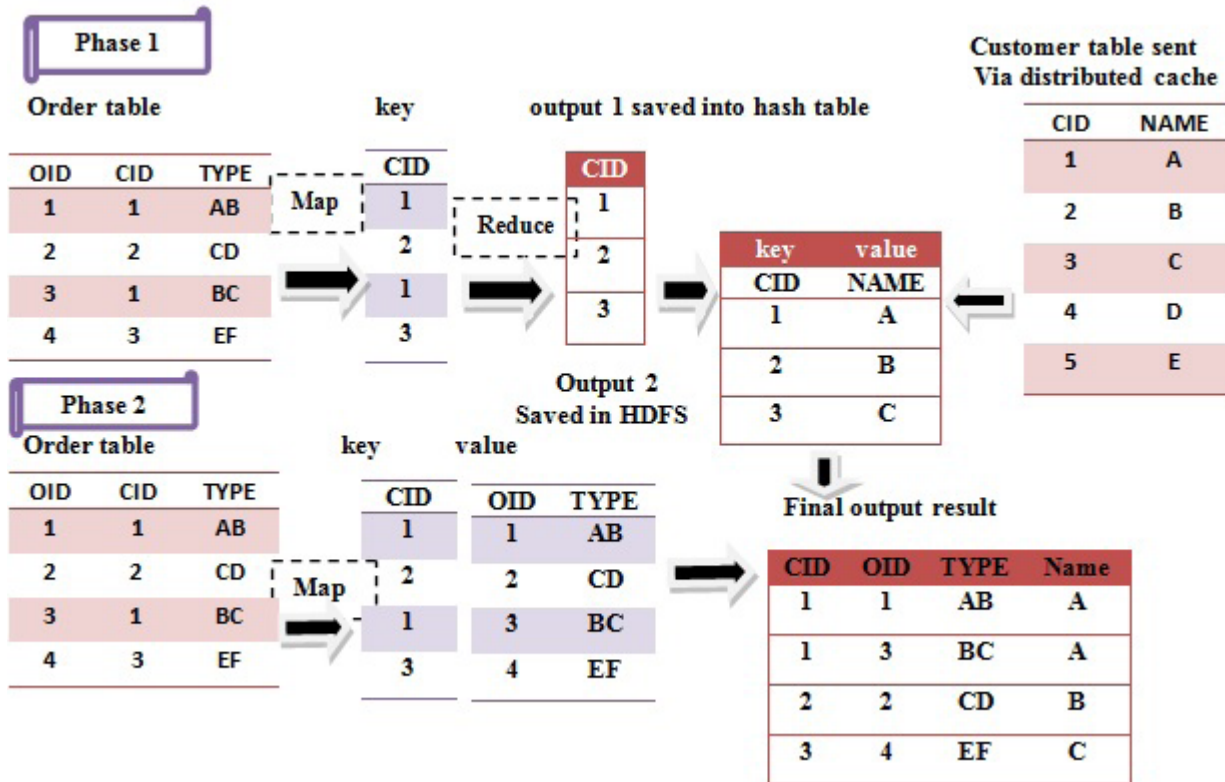 Phase 1
Order table
OID CID TYPE
1 1 AB
2 2 CD
3 1 BC
4 3 EF
Map
key
CID
1
2
1
3
Reduce
output 1 saved into hash table
CID
1
2
3
Customer table sent
Via distributed cache
CID NAME
1 A
2 B
3 C
4 D
5 E
key value
CID NAME
1 A
2 B
3 C
Output 2
Saved in HDFS
Phase 2
Order table
OID CID TYPE
1 1 AB
2 2 CD
3 1 BC
4 3 EF
Map
key value
CID OID TYPE
1 1 AB
2 2 CD
1 3 BC
3 4 EF
Final output result
CID OID TYPE Name
1 1 AB A
1 3 BC A
2 2 CD B
3 4 EF C